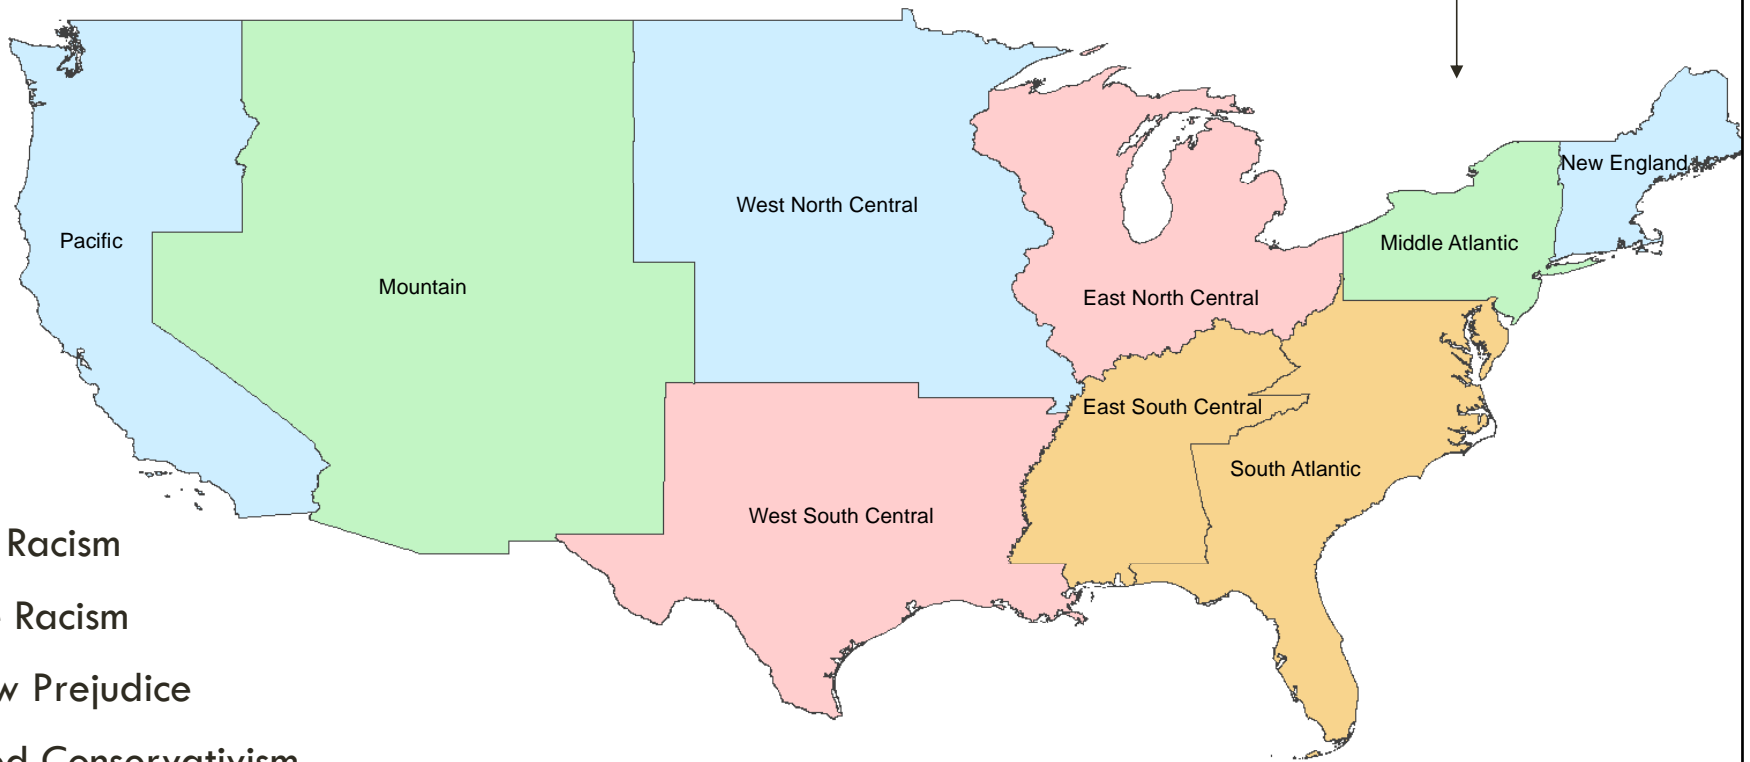 New England
West North Central
Pacific
Middle Atlantic
Mountain
East North Central
East South Central
South Atlantic
West South Central
Racism
Racism
Prejudice
Conservativism